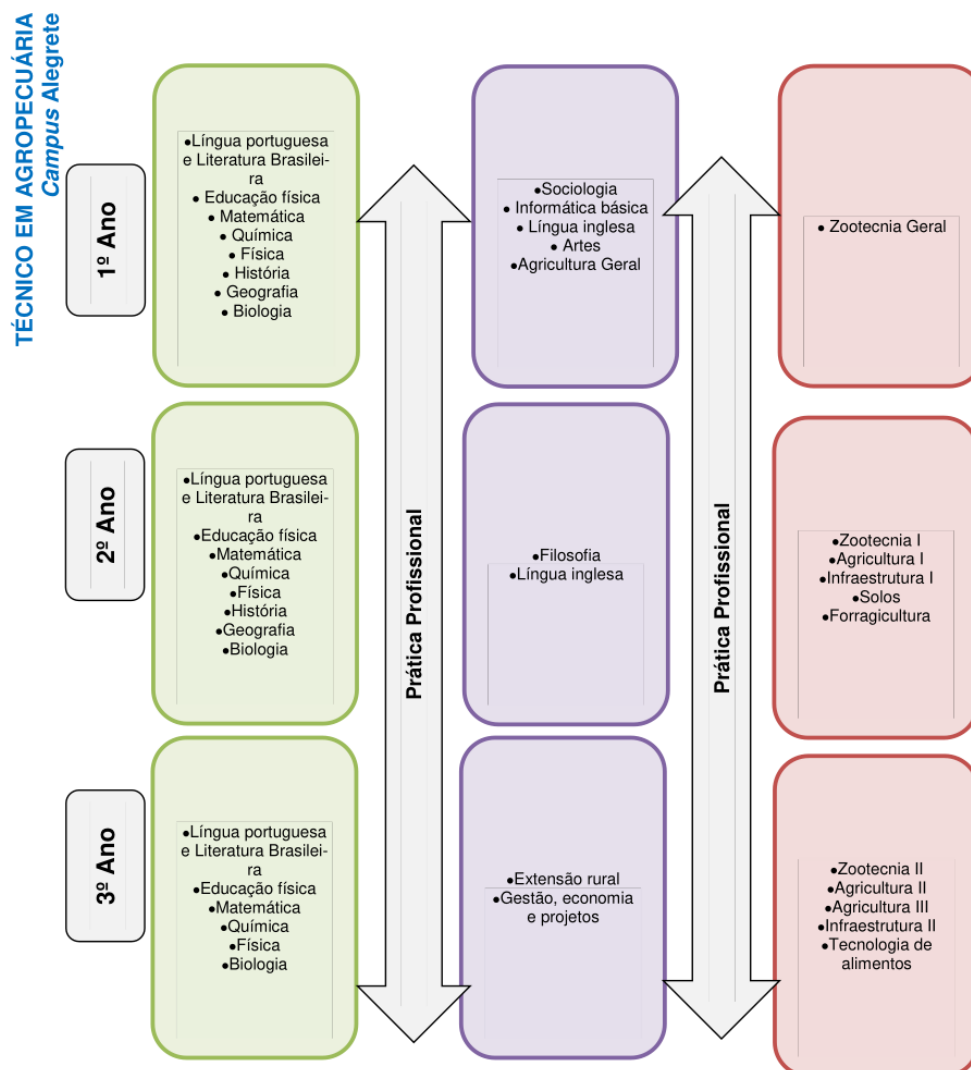 TÉCNICO EM AGROPECUÁRIA
Campus Alegrete
1º Ano
●Língua portuguesa
e Literatura Brasilei-
ra
● Educação física
● Matemática
● Química
● Física
● História
● Geografia
● Biologia
●Sociologia
● Informática básica
● Língua inglesa
● Artes
●Agricultura Geral
● Zootecnia Geral
2º Ano
●Língua portuguesa
e Literatura Brasilei-
ra
●Educação física
●Matemática
●Química
●Física
●História
●Geografia
●Biologia
Prática Profissional
●Filosofia
●Língua inglesa
Prática Profissional
●Zootecnia I
●Agricultura I
●Infraestrutura I
●Solos
●Forragicultura
3º Ano
●Língua portuguesa
e Literatura Brasilei-
ra
●Educação física
●Matemática
●Química
●Física
●Biologia
●Extensão rural
●Gestão, economia
e projetos
●Zootecnia II
●Agricultura II
●Agricultura III
●Infraestrutura II
●Tecnologia de
alimentos